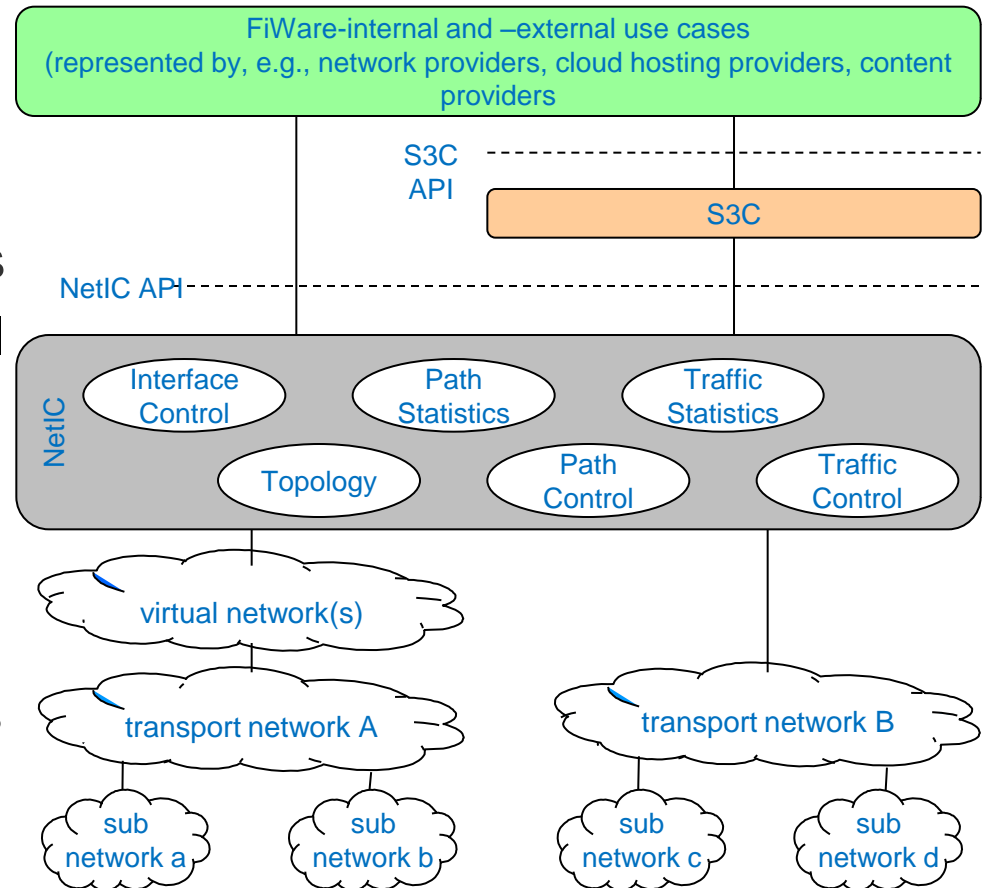 FiWare-internal and –external use cases
(represented by, e.g., network providers, cloud hosting providers, content
providers
S3C
API
S3C
NetIC API
NetIC
Interface
Control
Path
Statistics
Traffic
Statistics
Topology
Path
Control
Traffic
Control
virtual network(s)
transport network A
transport network B
sub
network a
sub
network b
sub
network c
sub
network d